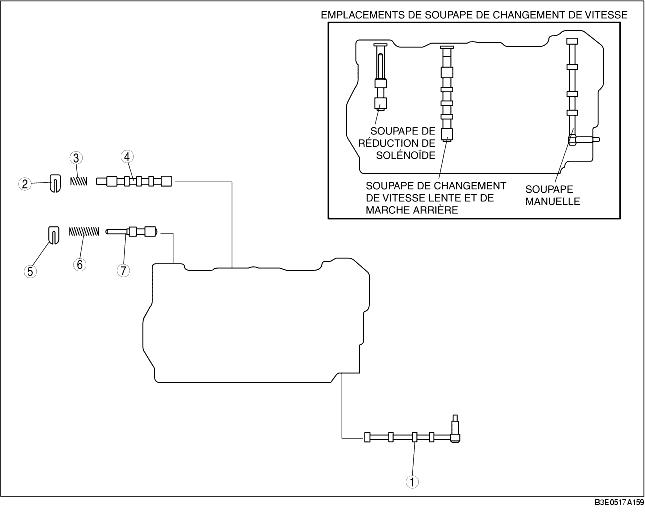 EMPLACEMENTS DE SOUPAPE DE CHANGEMENT DE VITESSE
SOUPAPE DE
RÉDUCTION DE
SOLÉNOÏDE
SOUPAPE DE CHANGEMENT
DE VITESSE LENTE ET DE
MARCHE ARRIÈRE
SOUPAPE
MANUELLE
3
4
2
5
6
7
1
B3E0517A159